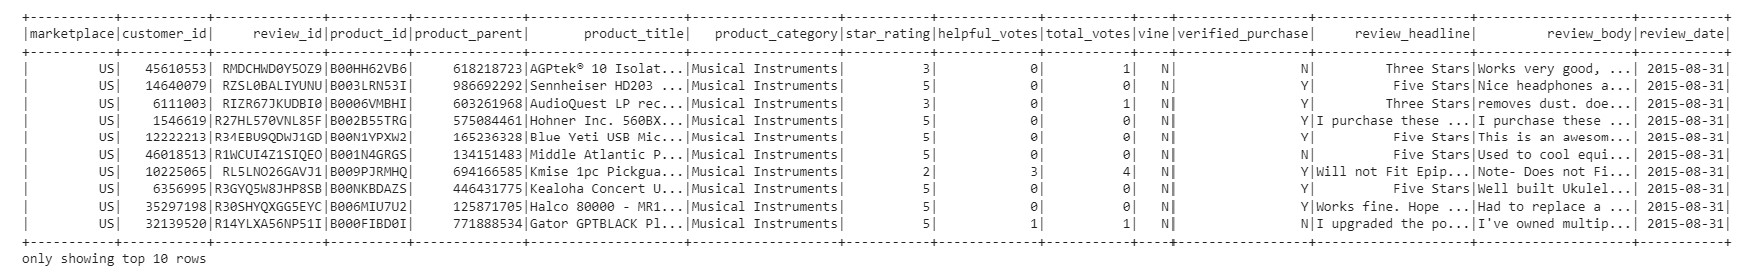 +-----------+-----------+--------------+----------+--------------+--------------------+-------------------+-----------+-------------+-----------+----+-----------------+--------------------+--------------------+-----------+
|marketplace|customer_id|     review_id|product_id|product_parent|       product_title|   product_category|star_rating|helpful_votes|total_votes|vine|verified_purchase|     review_headline|         review_body|review_date|
+-----------+-----------+--------------+----------+--------------+--------------------+-------------------+-----------+-------------+-----------+----+-----------------+--------------------+--------------------+-----------+
|         US|   45610553| RMDCHWD0Y5OZ9|B00HH62VB6|     618218723|AGPtek® 10 Isolat...|Musical Instruments|          3|            0|          1|   N|                N|         Three Stars|Works very good, ...| 2015-08-31|
|         US|   14640079| RZSL0BALIYUNU|B003LRN53I|     986692292|Sennheiser HD203 ...|Musical Instruments|          5|            0|          0|   N|                Y|          Five Stars|Nice headphones a...| 2015-08-31|
|         US|    6111003| RIZR67JKUDBI0|B0006VMBHI|     603261968|AudioQuest LP rec...|Musical Instruments|          3|            0|          1|   N|                Y|         Three Stars|removes dust. doe...| 2015-08-31|
|         US|    1546619|R27HL570VNL85F|B002B55TRG|     575084461|Hohner Inc. 560BX...|Musical Instruments|          5|            0|          0|   N|                Y|I purchase these ...|I purchase these ...| 2015-08-31|
|         US|   12222213|R34EBU9QDWJ1GD|B00N1YPXW2|     165236328|Blue Yeti USB Mic...|Musical Instruments|          5|            0|          0|   N|                Y|          Five Stars|This is an awesom...| 2015-08-31|
|         US|   46018513|R1WCUI4Z1SIQEO|B001N4GRGS|     134151483|Middle Atlantic P...|Musical Instruments|          5|            0|          0|   N|                N|          Five Stars|Used to cool equi...| 2015-08-31|
|         US|   10225065| RL5LNO26GAVJ1|B009PJRMHQ|     694166585|Kmise 1pc Pickgua...|Musical Instruments|          2|            3|          4|   N|                Y|Will not Fit Epip...|Note- Does not Fi...| 2015-08-31|
|         US|    6356995|R3GYQ5W8JHP8SB|B00NKBDAZS|     446431775|Kealoha Concert U...|Musical Instruments|          5|            0|          0|   N|                Y|          Five Stars|Well built Ukulel...| 2015-08-31|
|         US|   35297198|R30SHYQXGG5EYC|B006MIU7U2|     125871705|Halco 80000 - MR1...|Musical Instruments|          5|            0|          0|   N|                Y|Works fine. Hope ...|Had to replace a ...| 2015-08-31|
|         US|   32139520|R14YLXA56NP51I|B000FIBD0I|     771888534|Gator GPTBLACK Pl...|Musical Instruments|          5|            1|          1|   N|                N|I upgraded the po...|I've owned multip...| 2015-08-31|
+-----------+-----------+--------------+----------+--------------+--------------------+-------------------+-----------+-------------+-----------+----+-----------------+--------------------+--------------------+-----------+
only showing top 10 rows